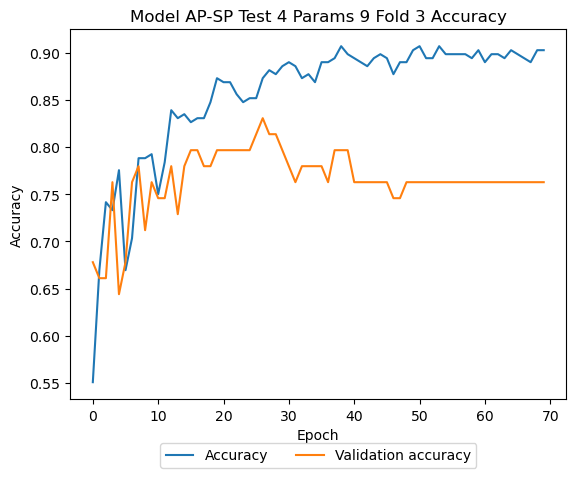 Model AP-SP Test 4 Params 9 Fold 3 Accuracy
0.90
0.85
0.80
0.75
0.70
0.65
0.60
0.55
Accuracy
0 10 20 30 40 50 60 70
Epoch
Accuracy Validation accuracy